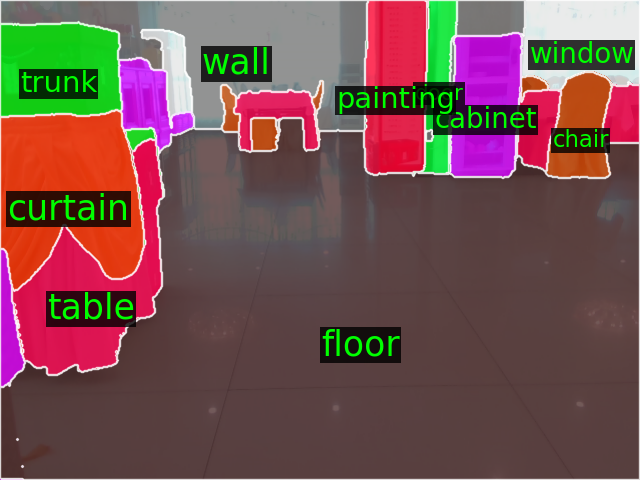 wall
window
trunk
painting
cabinet
chair
curtain
table
floor